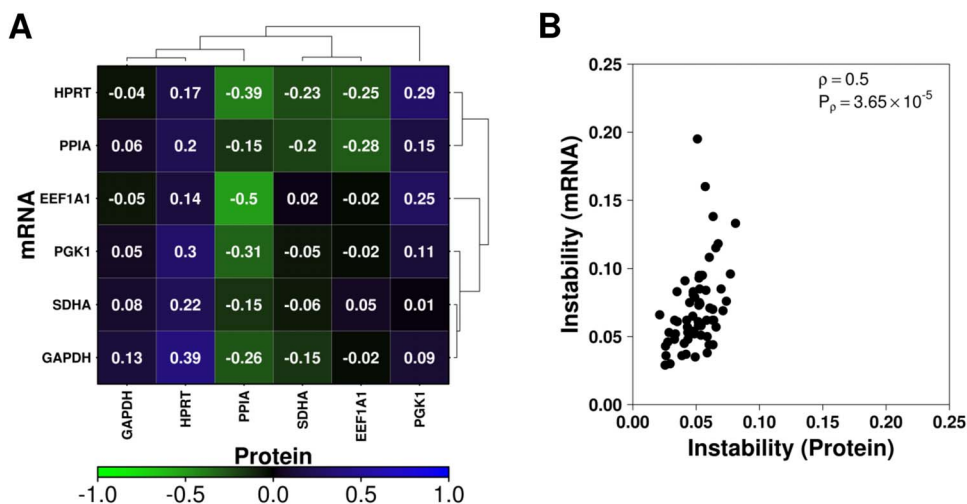 A
HPRT -0.04 0.17 -0.39 -0.23 -0.25 0.29
PPIA 0.06 0.2 -0.15 -0.2 -0.28 0.15
EEF1A1 -0.05 0.14 -0.5 0.02 -0.02 0.25
PGK1 0.05 0.3 -0.31 -0.05 -0.02 0.11
SDHA 0.08 0.22 -0.15 -0.06 0.05 0.01
GAPDH 0.13 0.39 -0.26 -0.15 -0.02 0.09
mRNA
GAPDH HPRT PPIA SDHA EEF1A1 PGK1
Protein
-1.0 -0.5 0.0 0.5 1.0
B
ρ = 0.5
Pρ = 3.65 × 10⁻⁵
0.25
0.20
0.15
0.10
0.05
0.00
Instability (mRNA)
0.00 0.05 0.10 0.15 0.20 0.25
Instability (Protein)